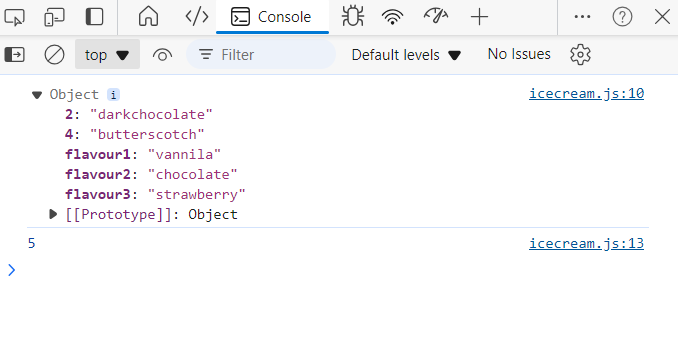 Console
top Filter Default levels No Issues
Object i icecream.js:10
2: "darkchocolate"
4: "butterscotch"
flavour1: "vannila"
flavour2: "chocolate"
flavour3: "strawberry"
[[Prototype]]: Object
5 icecream.js:13